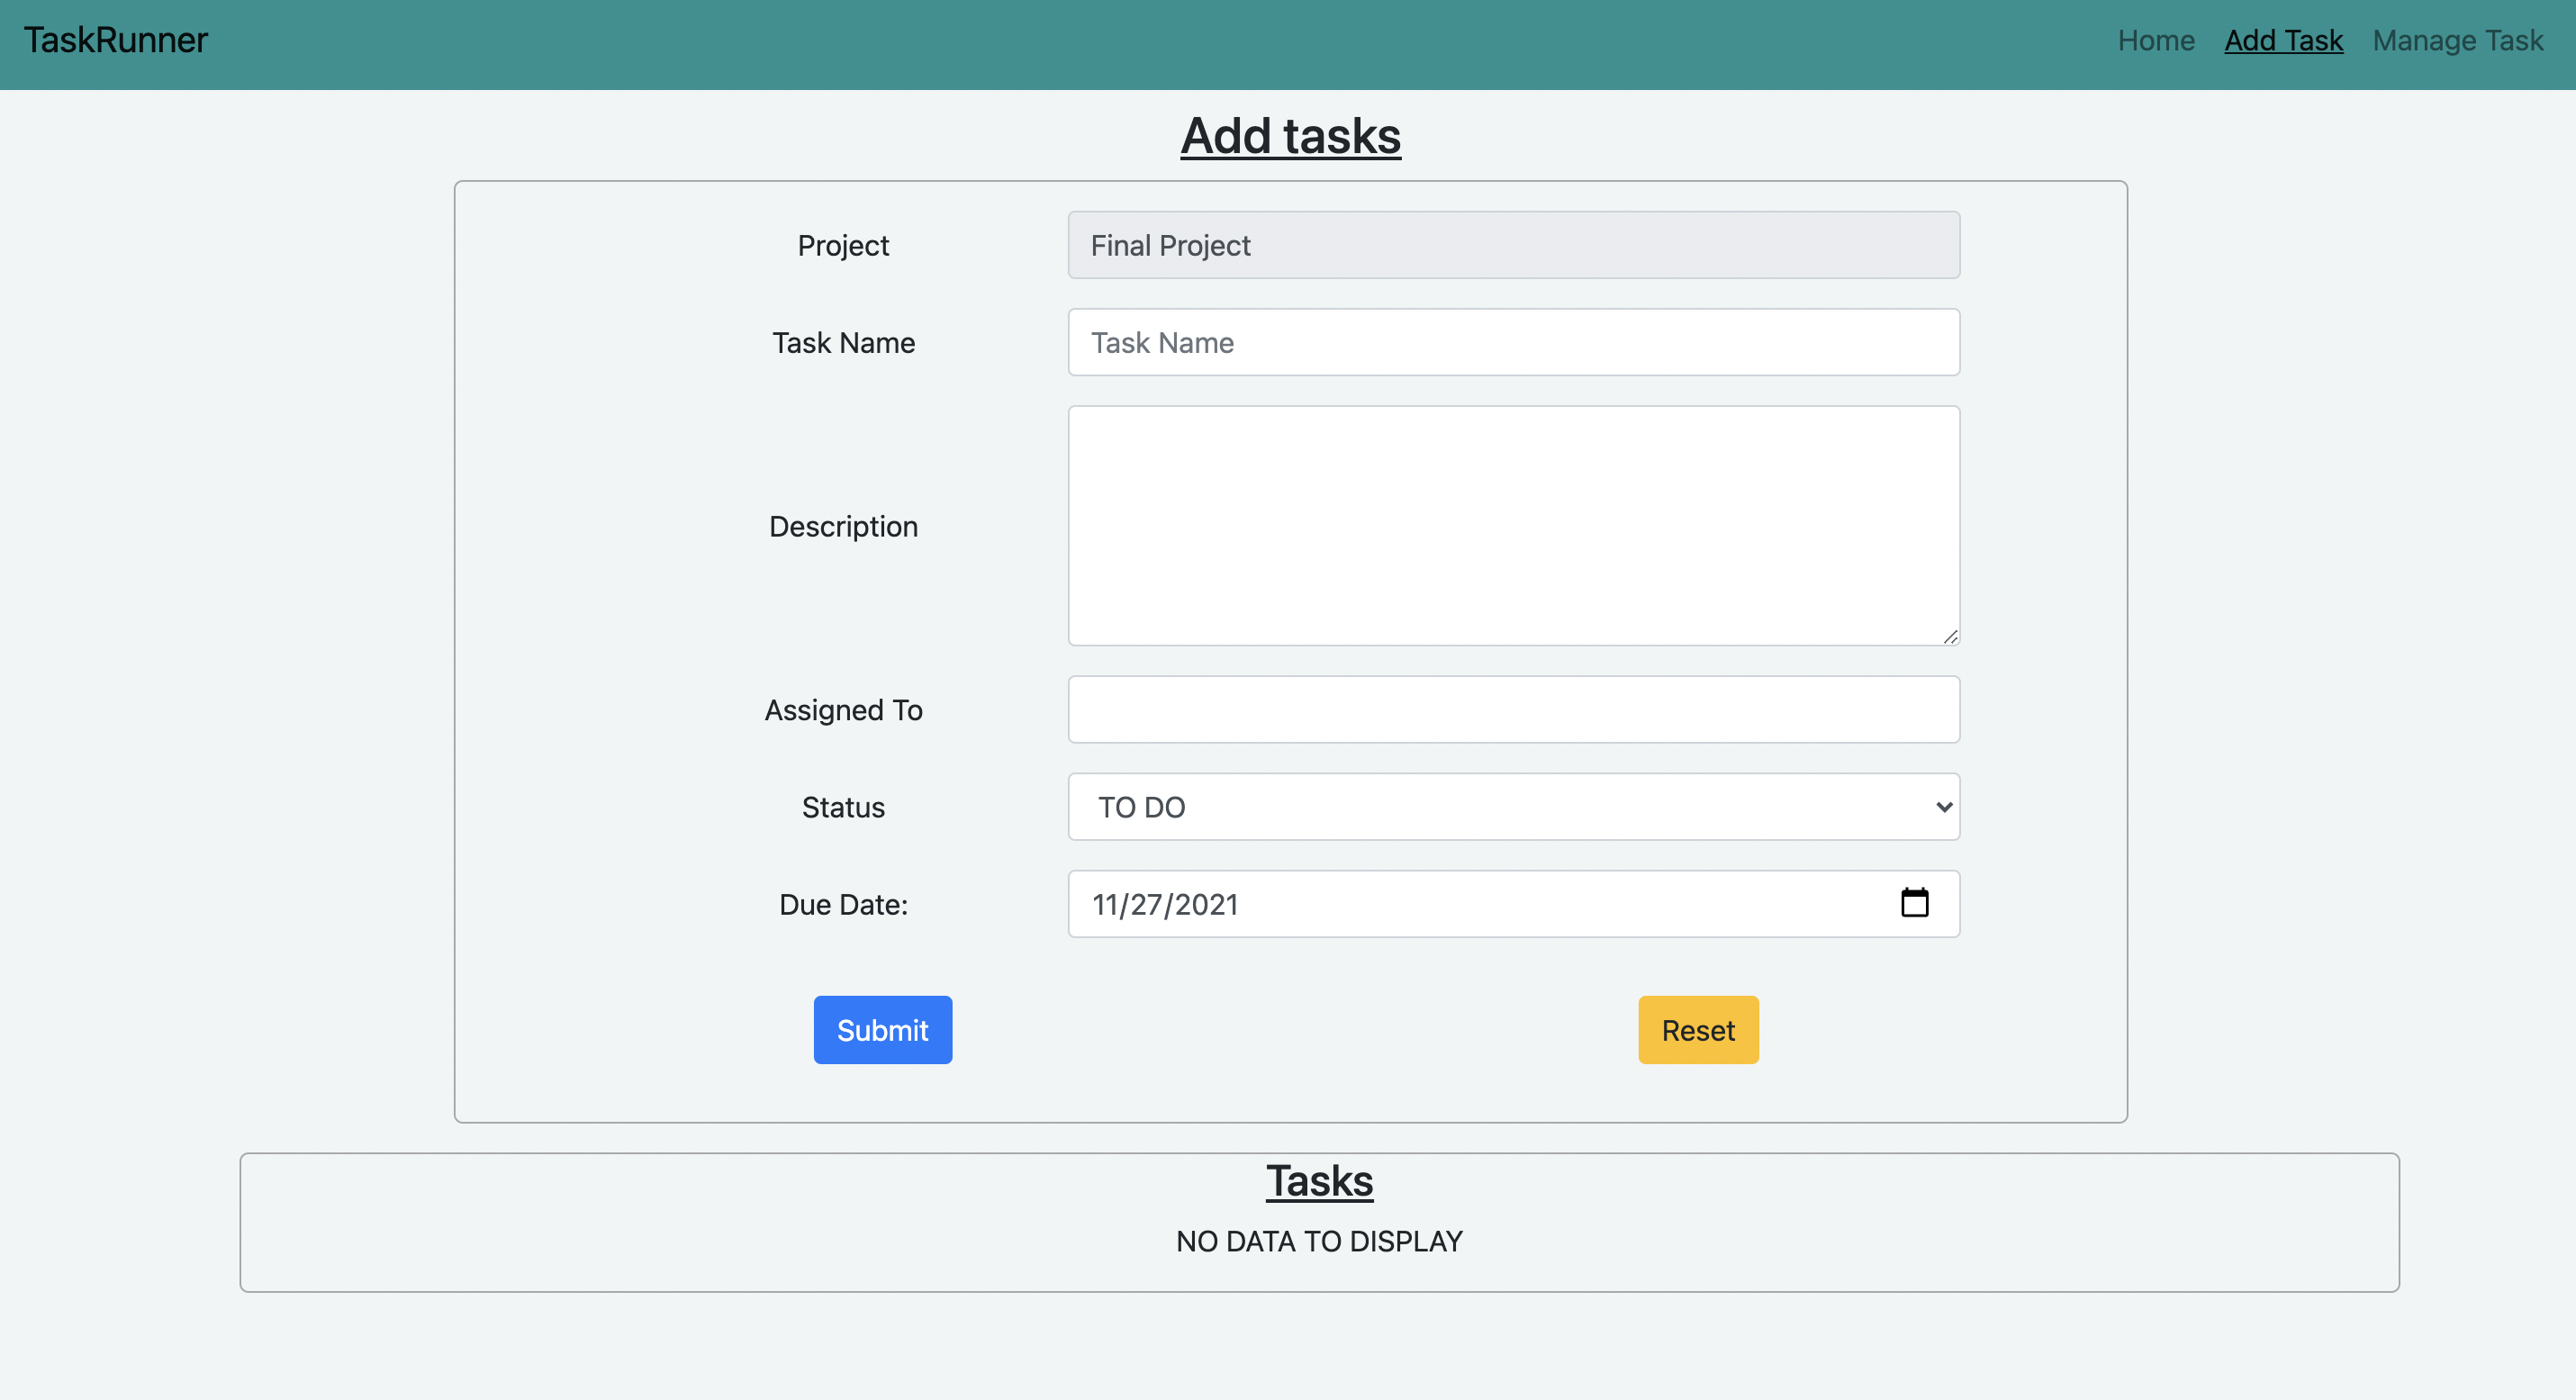 TaskRunner
Home Add Task Manage Task
Add tasks
Project Final Project
Task Name Task Name
Description
Assigned To
Status TO DO
Due Date: 11/27/2021
Submit Reset
Tasks
NO DATA TO DISPLAY